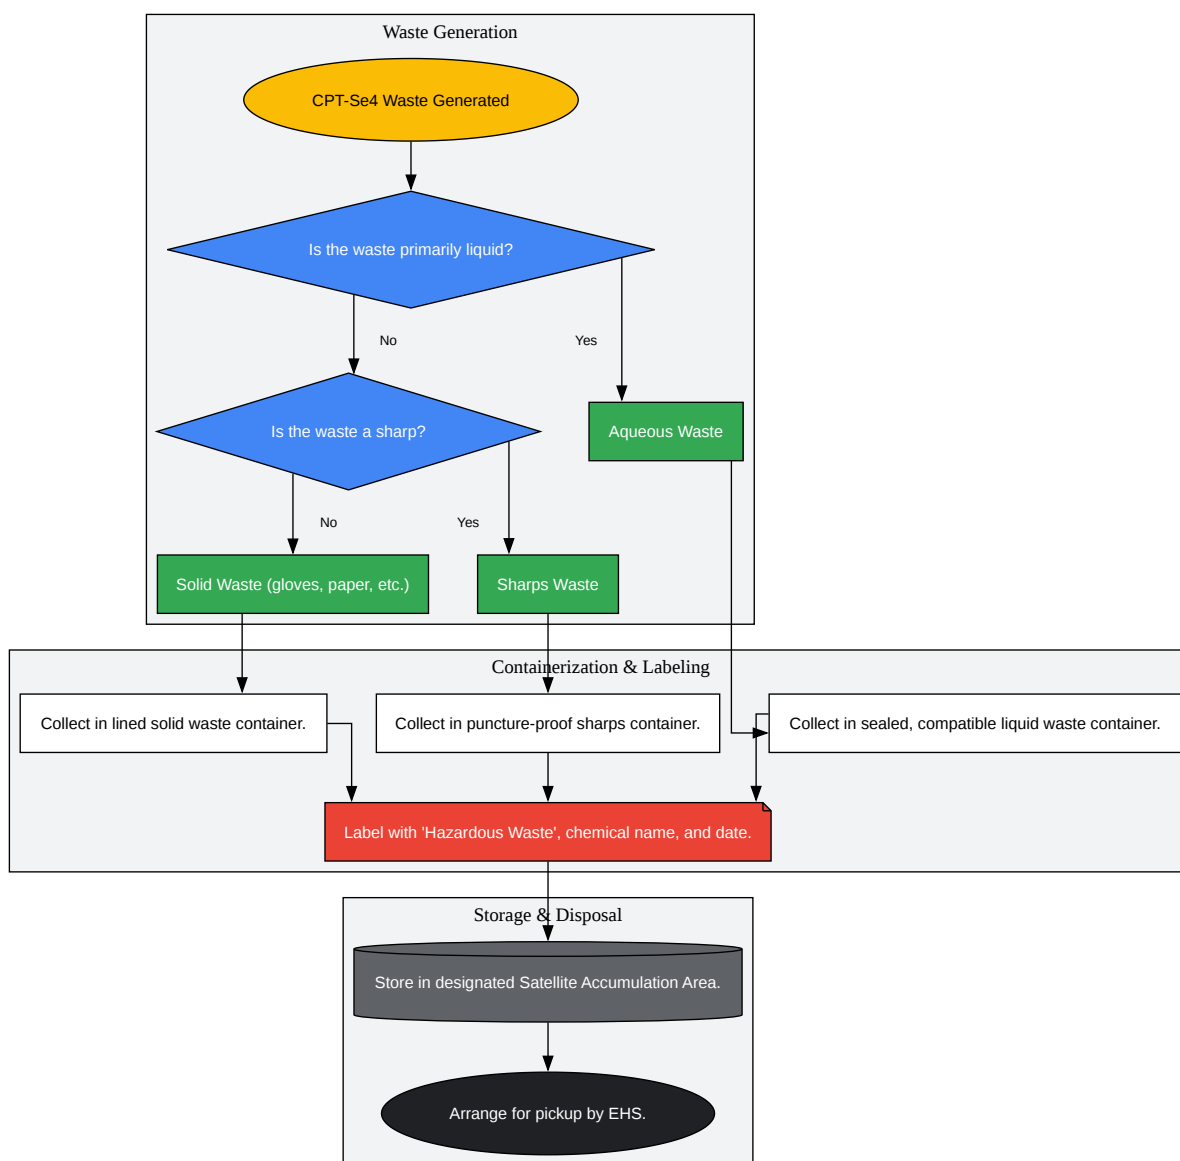 Waste Generation
CPT-Se4 Waste Generated
Is the waste primarily liquid?
No
Yes
Is the waste a sharp?
Aqueous Waste
No
Yes
Solid Waste (gloves, paper, etc.)
Sharps Waste
Containerization & Labeling
Collect in lined solid waste container.
Collect in puncture-proof sharps container.
Collect in sealed, compatible liquid waste container.
Label with 'Hazardous Waste', chemical name, and date.
Storage & Disposal
Store in designated Satellite Accumulation Area.
Arrange for pickup by EHS.